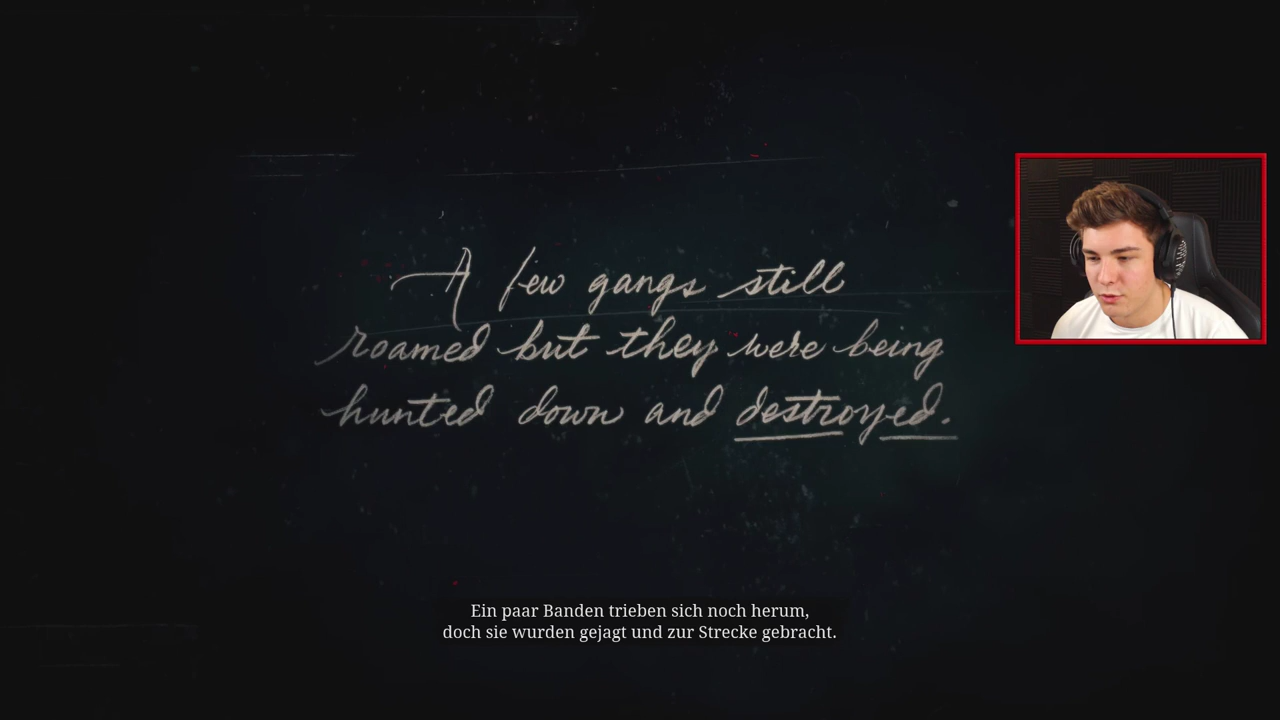 A few gangs still
roamed but they were being
hunted down and destroyed.
Ein paar Banden trieben sich noch herum,
doch sie wurden gejagt und zur Strecke gebracht.